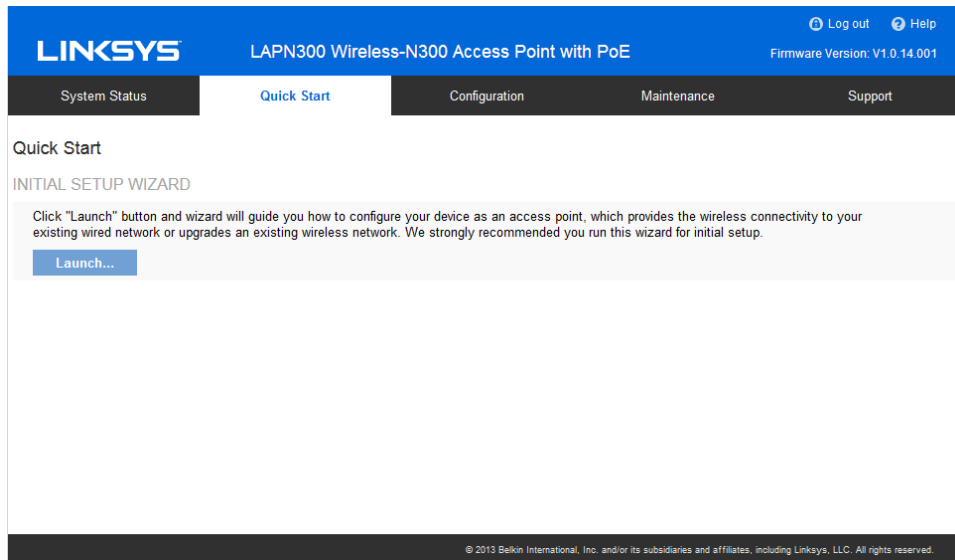 Log out Help
LINKSYS LAPN300 Wireless-N300 Access Point with PoE Firmware Version: V1.0.14.001
System Status Quick Start Configuration Maintenance Support
Quick Start
INITIAL SETUP WIZARD
Click "Launch" button and wizard will guide you how to configure your device as an access point, which provides the wireless connectivity to your
existing wired network or upgrades an existing wireless network. We strongly recommended you run this wizard for initial setup.
Launch...
© 2013 Belkin International, Inc. and/or its subsidiaries and affiliates, including Linksys, LLC. All rights reserved.